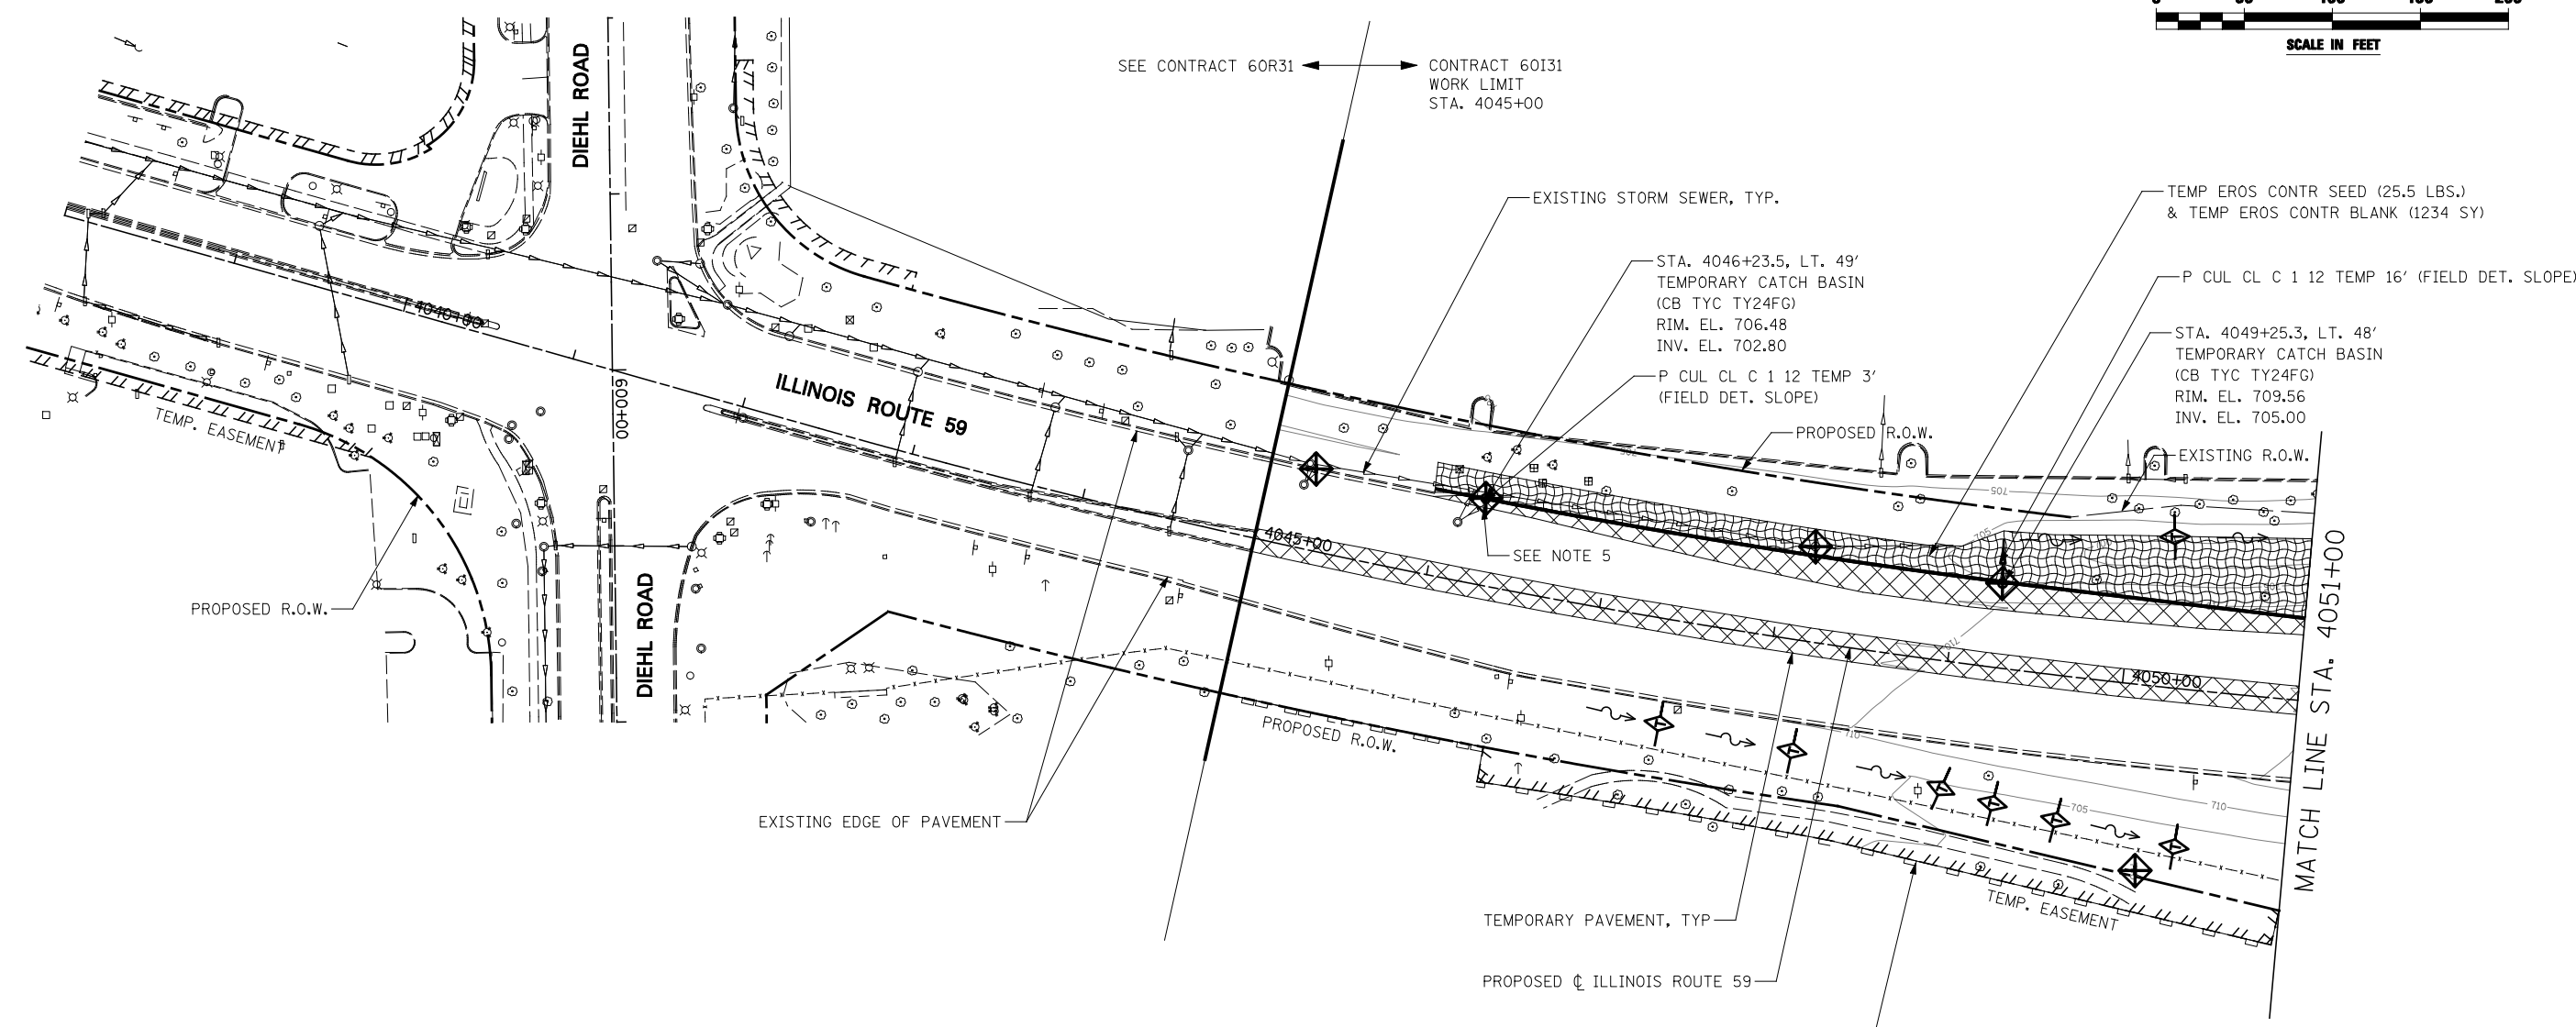 SCALE IN FEET
SEE CONTRACT 60R31
CONTRACT 60I31
WORK LIMIT
STA. 4045+00
DIEHL ROAD
EXISTING STORM SEWER, TYP.
TEMP EROS CONTR SEED (25.5 LBS.)
& TEMP EROS CONTR BLANK (1234 SY)
STA. 4046+23.5, LT. 49'
TEMPORARY CATCH BASIN
(CB TYC TY24FG)
RIM. EL. 706.48
INV. EL. 702.80
P CUL CL C 1 12 TEMP 16' (FIELD DET. SLOPE)
STA. 4049+25.3, LT. 48'
TEMPORARY CATCH BASIN
(CB TYC TY24FG)
RIM. EL. 709.56
INV. EL. 705.00
P CUL CL C 1 12 TEMP 3'
(FIELD DET. SLOPE)
4040+00
600+00
ILLINOIS ROUTE 59
TEMP. EASEMENT
PROPOSED R.O.W.
EXISTING R.O.W.
705
705
4045+00
SEE NOTE 5
PROPOSED R.O.W.
DIEHL ROAD
710
4050+00
MATCH LINE STA. 4051+00
PROPOSED R.O.W.
710
705
710
EXISTING EDGE OF PAVEMENT
TEMP. EASEMENT
TEMPORARY PAVEMENT, TYP
PROPOSED ℄ ILLINOIS ROUTE 59